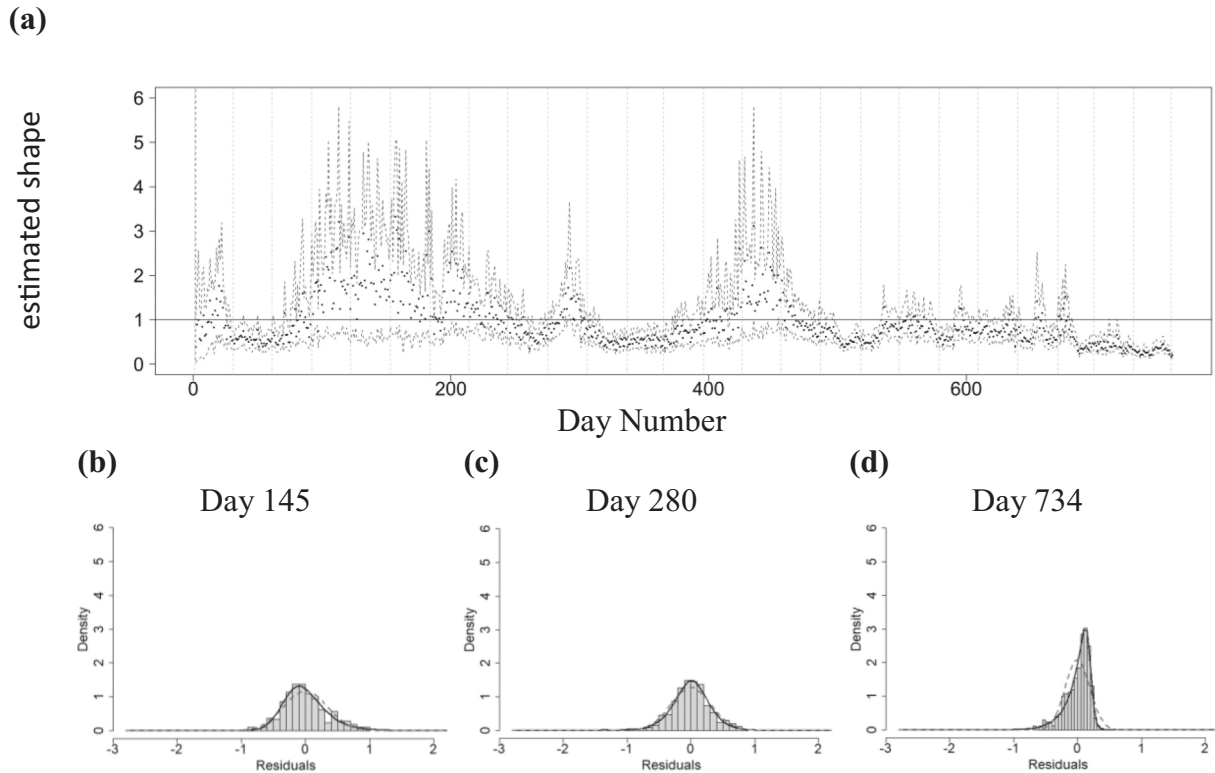 (a)
estimated shape
6
5
4
3
2
1
0
0 200 400 600
Day Number
(b) (c) (d)
Day 145 Day 280 Day 734
6 6 6
5 5 5
4 4 4
Density Density Density
3 3 3
2 2 2
1 1 1
0 0 0
-3 -2 -1 0 1 2 -3 -2 -1 0 1 2 -3 -2 -1 0 1 2
Residuals Residuals Residuals